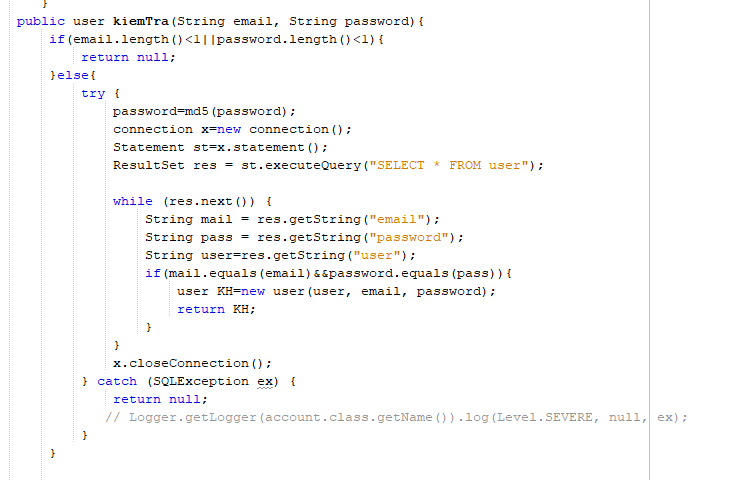 }
public user kiemTra(String email, String password){
if(email.length()<1||password.length()<1){
return null;
}else{
try {
password=md5(password);
connection x=new connection();
Statement st=x.statement();
ResultSet res = st.executeQuery("SELECT * FROM user");
while (res.next()) {
String mail = res.getString("email");
String pass = res.getString("password");
String user=res.getString("user");
if(mail.equals(email)&&password.equals(pass)){
user KH=new user(user, email, password);
return KH;
}
}
x.closeConnection();
} catch (SQLException ex) {
return null;
// Logger.getLogger(account.class.getName()).log(Level.SEVERE, null, ex);
}
}